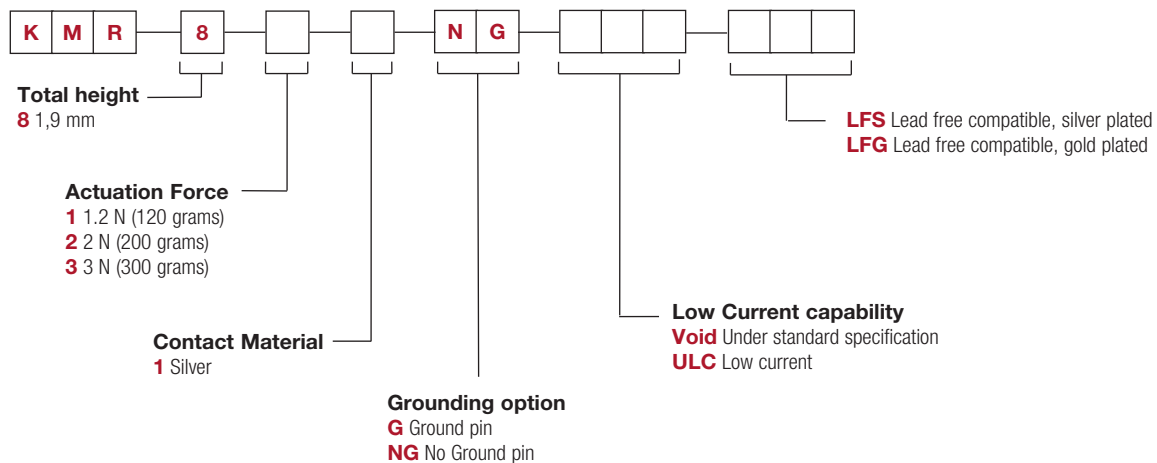 K M R 8 N G
Total height
8 1,9 mm
LFS Lead free compatible, silver plated
LFG Lead free compatible, gold plated
Actuation Force
1 1.2 N (120 grams)
2 2 N (200 grams)
3 3 N (300 grams)
Contact Material
1 Silver
Low Current capability
Void Under standard specification
ULC Low current
Grounding option
G Ground pin
NG No Ground pin